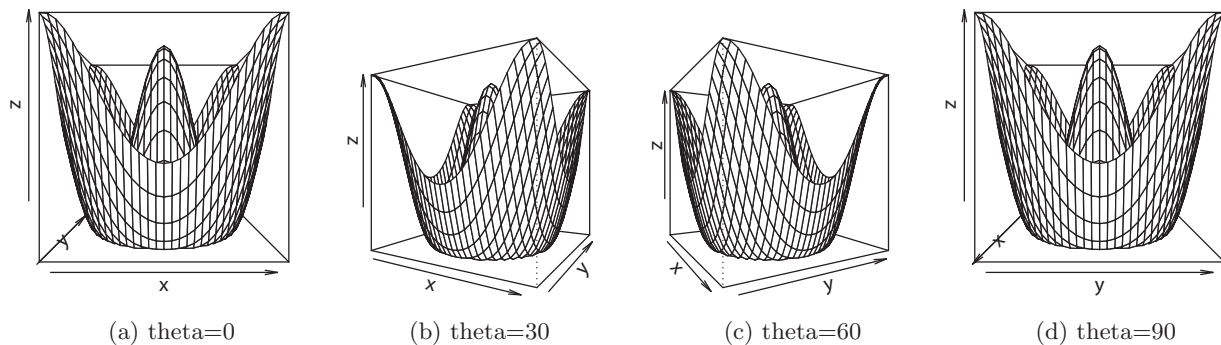 z
y
x
(a) theta=0
z
x
y
(b) theta=30
z
x
y
(c) theta=60
z
x
y
(d) theta=90